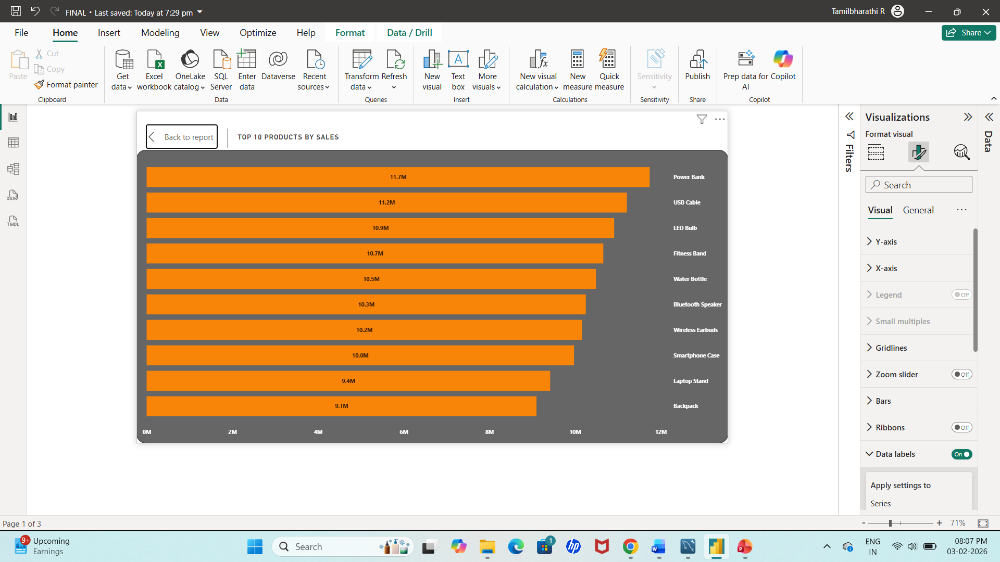 FINAL • Last saved: Today at 7:29 pm
Tamilbharathi R
File
Home
Insert
Modeling
View
Optimize
Help
Format
Data / Drill
Share
Paste
Cut
Copy
Format painter
Clipboard
Get data
Excel workbook
OneLake catalog
SQL Server
Enter data
Dataverse
Recent sources
Data
Transform data
Refresh
Queries
New visual
Text box
More visuals
Insert
New visual calculation
New measure
Quick measure
Calculations
Sensitivity
Sensitivity
Publish
Share
Prep data for AI
Copilot
Copilot
DAX
TMDL
Back to report
TOP 10 PRODUCTS BY SALES
11.7M Power Bank
11.2M USB Cable
10.9M LED Bulb
10.7M Fitness Band
10.5M Water Bottle
10.3M Bluetooth Speaker
10.2M Wireless Earbuds
10.0M Smartphone Case
9.4M Laptop Stand
9.1M Backpack
0M 2M 4M 6M 8M 10M 12M
Filters
Visualizations
Format visual
Search
Visual
General
Y-axis
X-axis
Legend Off
Small multiples
Gridlines
Zoom slider Off
Bars
Ribbons Off
Data labels On
Apply settings to
Series
Data
Page 1 of 3
71%
9+
Upcoming
Earnings
Search
1
ENG
IN
08:07 PM
03-02-2026